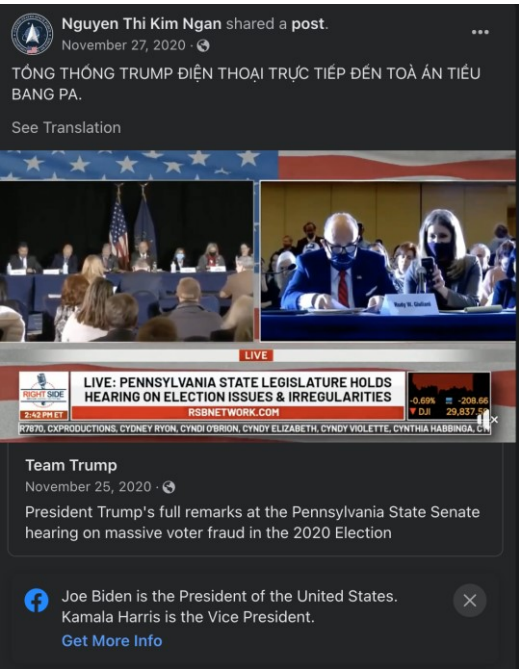 Nguyen Thi Kim Ngan shared a post.
November 27, 2020 ·
TỔNG THỐNG TRUMP ĐIỆN THOẠI TRỰC TIẾP ĐẾN TOÀ ÁN TIỂU
BANG PA.
See Translation
Rudy W. Giuliani
LIVE
RIGHT SIDE
2:42 PM ET
LIVE: PENNSYLVANIA STATE LEGISLATURE HOLDS
HEARING ON ELECTION ISSUES & IRREGULARITIES
RSBNETWORK.COM
-0.69% -208.66
▼ DJI 29,837.59
R7870, CXPRODUCTIONS, CYDNEY RYON, CYNDI O'BRION, CYNDY ELIZABETH, CYNDY VIOLETTE, CYNTHIA HABBINGA,
Team Trump
November 25, 2020 ·
President Trump's full remarks at the Pennsylvania State Senate
hearing on massive voter fraud in the 2020 Election
Joe Biden is the President of the United States.
Kamala Harris is the Vice President.
Get More Info